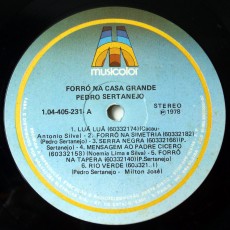 musicolor
FORRÓ NA CASA GRANDE
PEDRO SERTANEJO
1.04-405-231-A
STEREO
℗ 1979
1. LUÁ LUÁ (60332174) (Cacau-
Antonio Silva) - 2. FORRÓ NA SIMETRIA (60332182)
(Pedro Sertanejo) - 3. SERRA NEGRA (60332166) (P.
Sertanejo) - 4. MENSAGEM AO PADRE CICERO
(60332158) (Noemia Lima e Silva) - 5. FORRÓ
NA TAPERA (60332140) (P.Sertanejo)
6. RIO VERDE
(Pedro Sertanejo - Milton José)